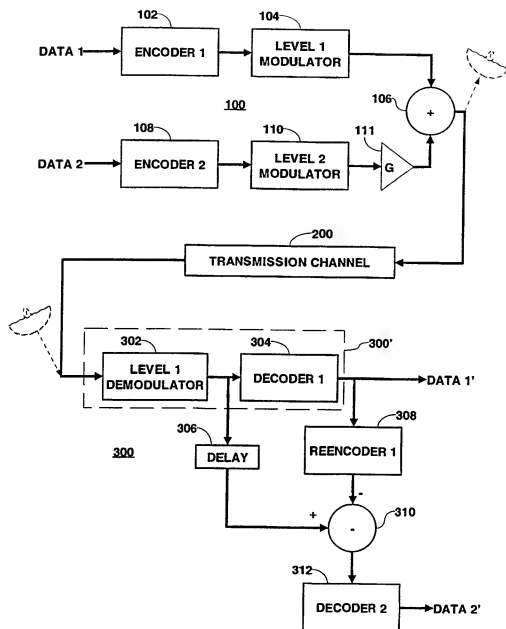 102
104
DATA 1
ENCODER 1
LEVEL 1
MODULATOR
106
+
100
108
110
111
DATA 2
ENCODER 2
LEVEL 2
MODULATOR
G
200
TRANSMISSION CHANNEL
302
304
300'
LEVEL 1
DEMODULATOR
DECODER 1
DATA 1'
306
308
300
DELAY
REENCODER 1
-
+
-
310
312
DECODER 2
DATA 2'